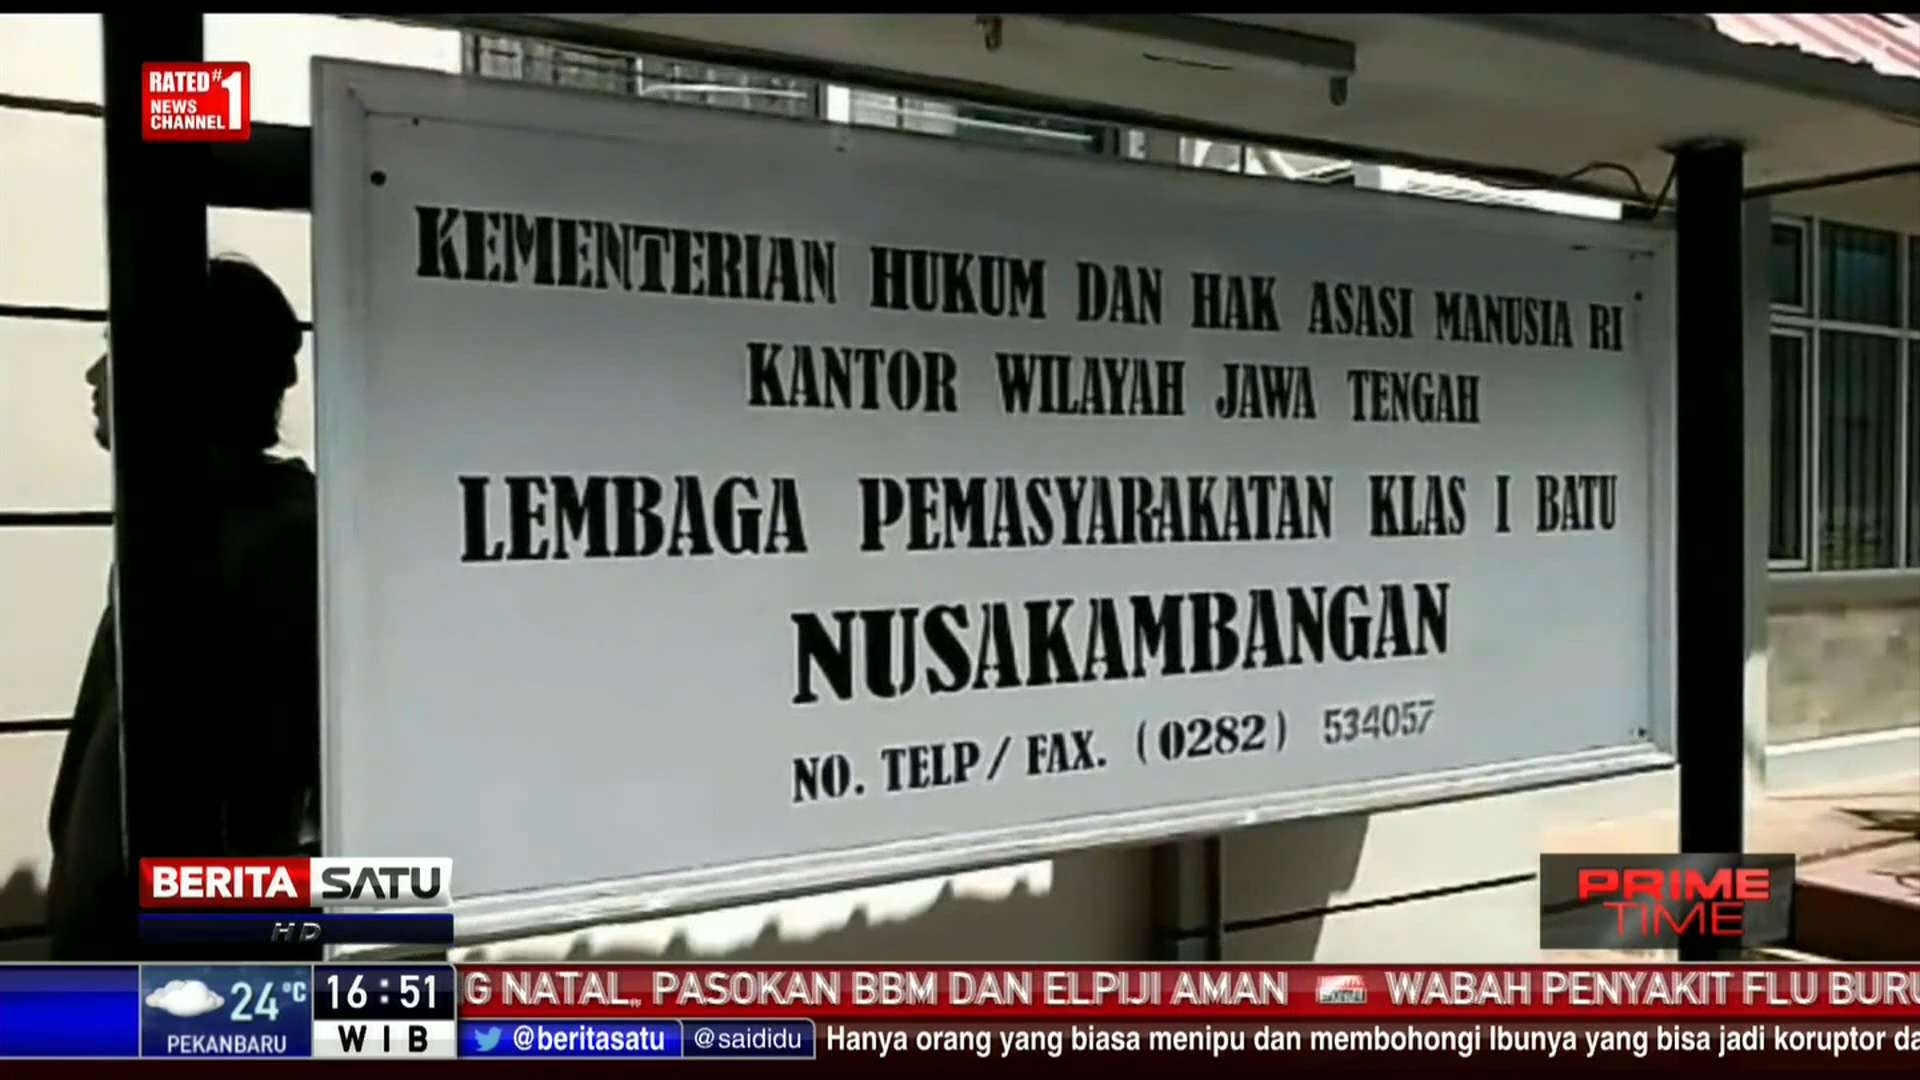 RATED #1
NEWS
CHANNEL
KEMENTERIAN HUKUM DAN HAK ASASI MANUSIA RI
KANTOR WILAYAH JAWA TENGAH
LEMBAGA PEMASYARAKATAN KLAS I BATU
NUSAKAMBANGAN
NO. TELP / FAX. (0282) 534057
BERITA SATU
HD
PRIME
TIME
24°C
PEKANBARU
16:51
WIB
G NATAL, PASOKAN BBM DAN ELPIJI AMAN WABAH PENYAKIT FLU BURU
@beritasatu @saididu Hanya orang yang biasa menipu dan membohongi Ibunya yang bisa jadi koruptor da